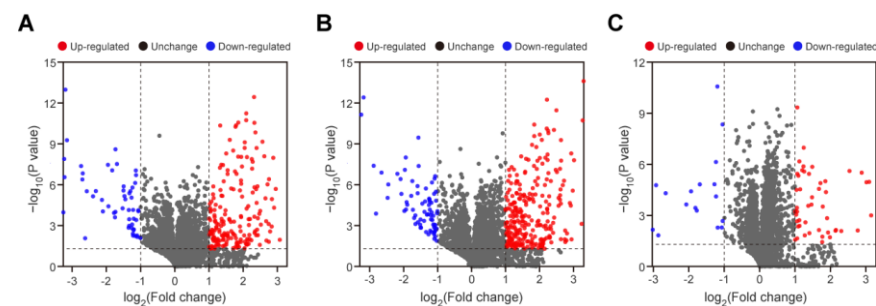 A
B
C
Up-regulated Unchange Down-regulated
Up-regulated Unchange Down-regulated
Up-regulated Unchange Down-regulated
15
12
9
6
3
0
−log10(P value)
-3 -2 -1 0 1 2 3
log2(Fold change)
15
12
9
6
3
0
−log10(P value)
-3 -2 -1 0 1 2 3
log2(Fold change)
12
9
6
3
0
−log10(P value)
-3 -2 -1 0 1 2 3
log2(Fold change)